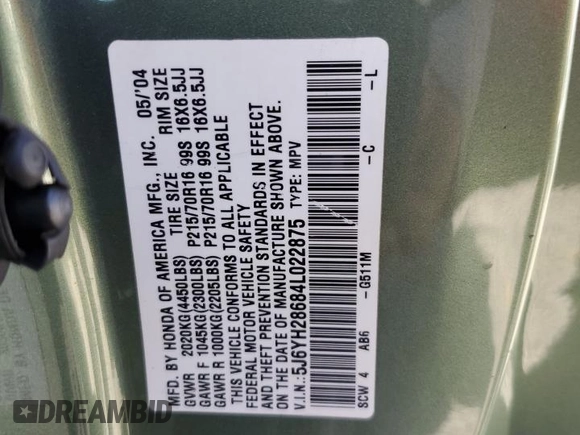 MFD. BY HONDA OF AMERICA MFG., INC. 05/'04
TIRE SIZE RIM SIZE
GVWR 2020KG(4450LBS)
GAWR F 1045KG(2300LBS) P215/70R16 99S 16X6.5JJ
GAWR R 1000KG(2205LBS) P215/70R16 99S 16X6.5JJ
THIS VEHICLE CONFORMS TO ALL APPLICABLE
FEDERAL MOTOR VEHICLE SAFETY
AND THEFT PREVENTION STANDARDS IN EFFECT
ON THE DATE OF MANUFACTURE SHOWN ABOVE.
V.I.N.: 5J6YH28684L022875 TYPE: MPV
SCW 4 AB6 -G511M -C -L
DREAMBID